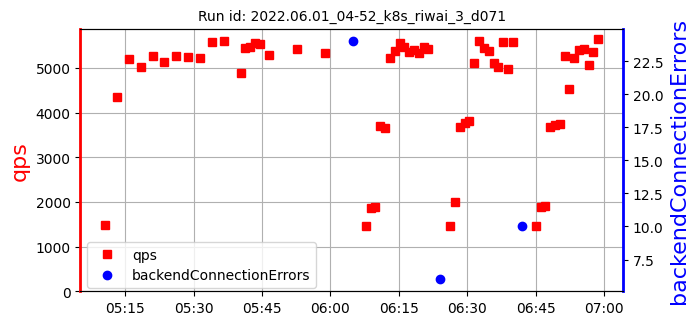 Run id: 2022.06.01_04-52_k8s_riwai_3_d071
qps
5000
4000
3000
2000
1000
0
22.5
20.0
17.5
15.0
12.5
10.0
7.5
backendConnectionErrors
qps
backendConnectionErrors
05:15 05:30 05:45 06:00 06:15 06:30 06:45 07:00